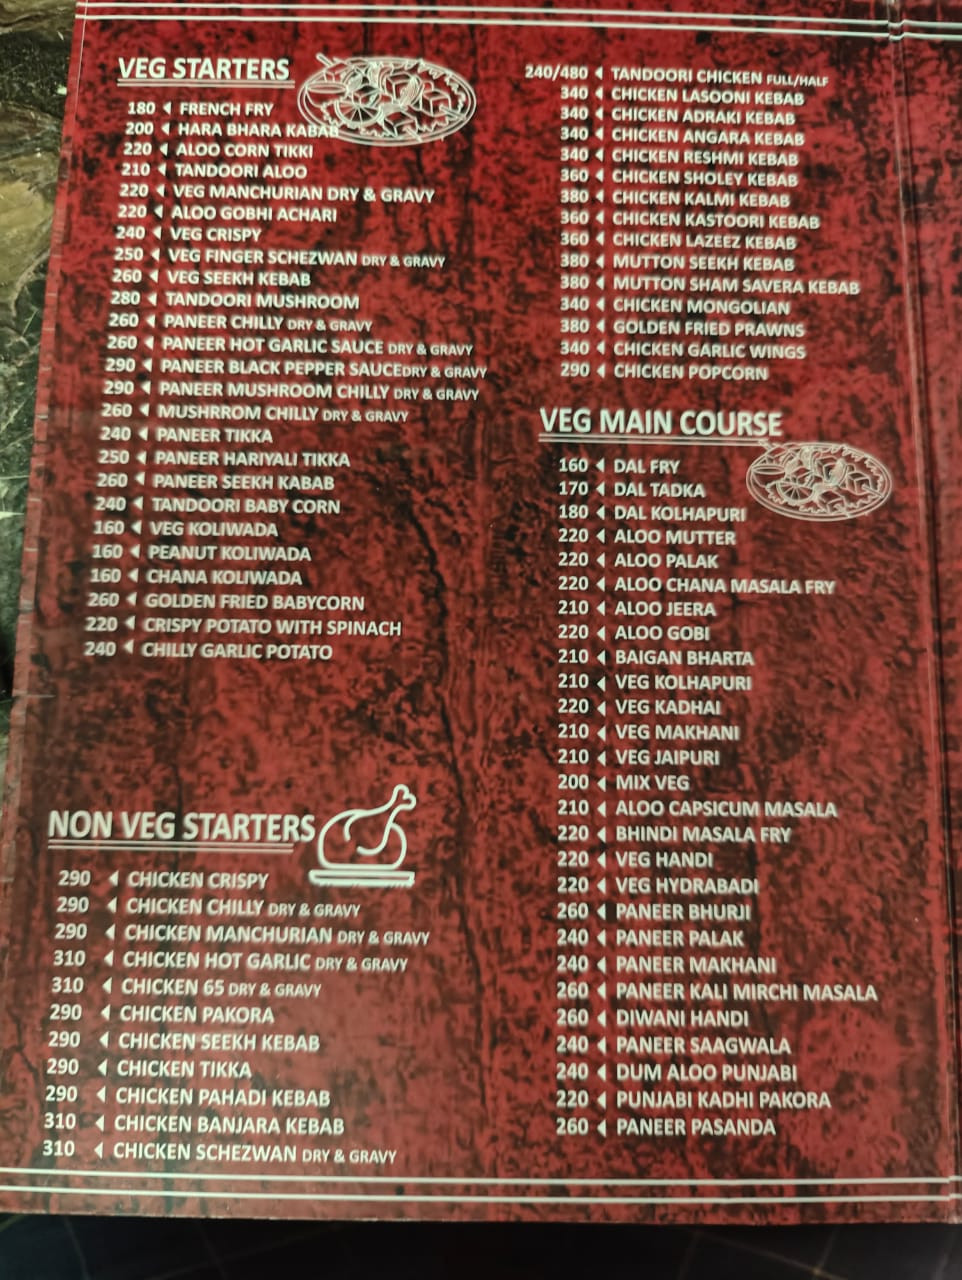 VEG STARTERS
180 FRENCH FRY
200 HARA BHARA KABAB
220 ALOO CORN TIKKI
210 TANDOORI ALOO
220 VEG MANCHURIAN DRY & GRAVY
220 ALOO GOBHI ACHARI
240 VEG CRISPY
250 VEG FINGER SCHEZWAN DRY & GRAVY
260 VEG SEEKH KEBAB
280 TANDOORI MUSHROOM
260 PANEER CHILLY DRY & GRAVY
260 PANEER HOT GARLIC SAUCE DRY & GRAVY
290 PANEER BLACK PEPPER SAUCEDRY & GRAVY
290 PANEER MUSHROOM CHILLY DRY & GRAVY
260 MUSHRROM CHILLY DRY & GRAVY
240 PANEER TIKKA
250 PANEER HARIYALI TIKKA
260 PANEER SEEKH KABAB
240 TANDOORI BABY CORN
160 VEG KOLIWADA
160 PEANUT KOLIWADA
160 CHANA KOLIWADA
260 GOLDEN FRIED BABYCORN
220 CRISPY POTATO WITH SPINACH
240 CHILLY GARLIC POTATO
NON VEG STARTERS
290 CHICKEN CRISPY
290 CHICKEN CHILLY DRY & GRAVY
290 CHICKEN MANCHURIAN DRY & GRAVY
310 CHICKEN HOT GARLIC DRY & GRAVY
310 CHICKEN 65 DRY & GRAVY
290 CHICKEN PAKORA
290 CHICKEN SEEKH KEBAB
290 CHICKEN TIKKA
290 CHICKEN PAHADI KEBAB
310 CHICKEN BANJARA KEBAB
310 CHICKEN SCHEZWAN DRY & GRAVY
240/480 TANDOORI CHICKEN FULL/HALF
340 CHICKEN LASOONI KEBAB
340 CHICKEN ADRAKI KEBAB
340 CHICKEN ANGARA KEBAB
340 CHICKEN RESHMI KEBAB
360 CHICKEN SHOLEY KEBAB
380 CHICKEN KALMI KEBAB
360 CHICKEN KASTOORI KEBAB
360 CHICKEN LAZEEZ KEBAB
380 MUTTON SEEKH KEBAB
380 MUTTON SHAM SAVERA KEBAB
340 CHICKEN MONGOLIAN
380 GOLDEN FRIED PRAWNS
340 CHICKEN GARLIC WINGS
290 CHICKEN POPCORN
VEG MAIN COURSE
160 DAL FRY
170 DAL TADKA
180 DAL KOLHAPURI
220 ALOO MUTTER
220 ALOO PALAK
220 ALOO CHANA MASALA FRY
210 ALOO JEERA
220 ALOO GOBI
210 BAIGAN BHARTA
210 VEG KOLHAPURI
220 VEG KADHAI
210 VEG MAKHANI
210 VEG JAIPURI
200 MIX VEG
210 ALOO CAPSICUM MASALA
220 BHINDI MASALA FRY
220 VEG HANDI
220 VEG HYDRABADI
260 PANEER BHURJI
240 PANEER PALAK
240 PANEER MAKHANI
260 PANEER KALI MIRCHI MASALA
260 DIWANI HANDI
240 PANEER SAAGWALA
240 DUM ALOO PUNJABI
220 PUNJABI KADHI PAKORA
260 PANEER PASANDA